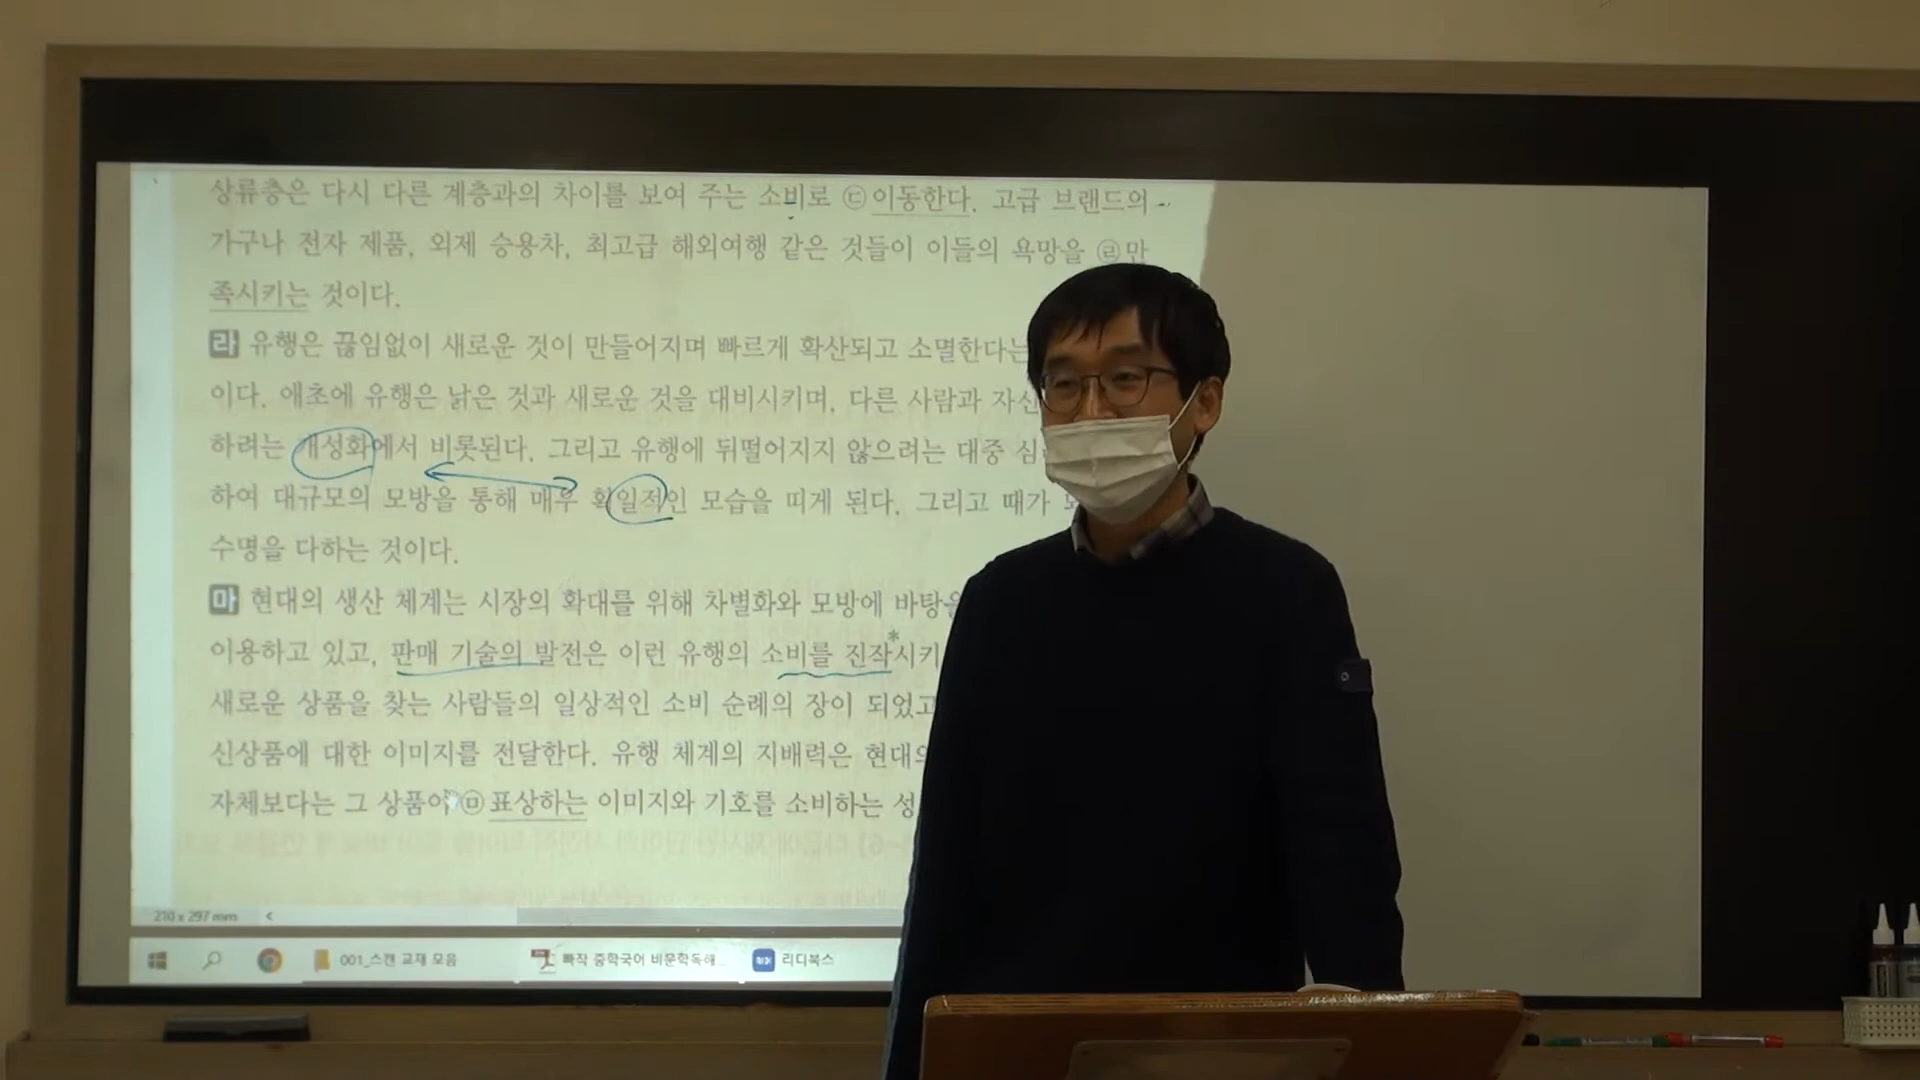 상류층은 다시 다른 계층과의 차이를 보여 주는 소비로 ㉢이동한다. 고급 브랜드의
가구나 전자 제품, 외제 승용차, 최고급 해외여행 같은 것들이 이들의 욕망을 ㉣만
족시키는 것이다.
라 유행은 끊임없이 새로운 것이 만들어지며 빠르게 확산되고 소멸한다는
이다. 애초에 유행은 낡은 것과 새로운 것을 대비시키며, 다른 사람과 자신
하려는 개성화에서 비롯된다. 그리고 유행에 뒤떨어지지 않으려는 대중
하여 대규모의 모방을 통해 매우 획일적인 모습을 띠게 된다. 그리고 때가
수명을 다하는 것이다.
마 현대의 생산 체계는 시장의 확대를 위해 차별화와 모방에 바탕을
이용하고 있고, 판매 기술의 발전은 이런 유행의 소비를 진작*시키
새로운 상품을 찾는 사람들의 일상적인 소비 순례의 장이 되었고
신상품에 대한 이미지를 전달한다. 유행 체계의 지배력은 현대의
자체보다는 그 상품이 ㉤표상하는 이미지와 기호를 소비하는 성
210 x 297 mm <
001_스캔 교재 모음 빠작 중학국어 비문학독해... 리디북스